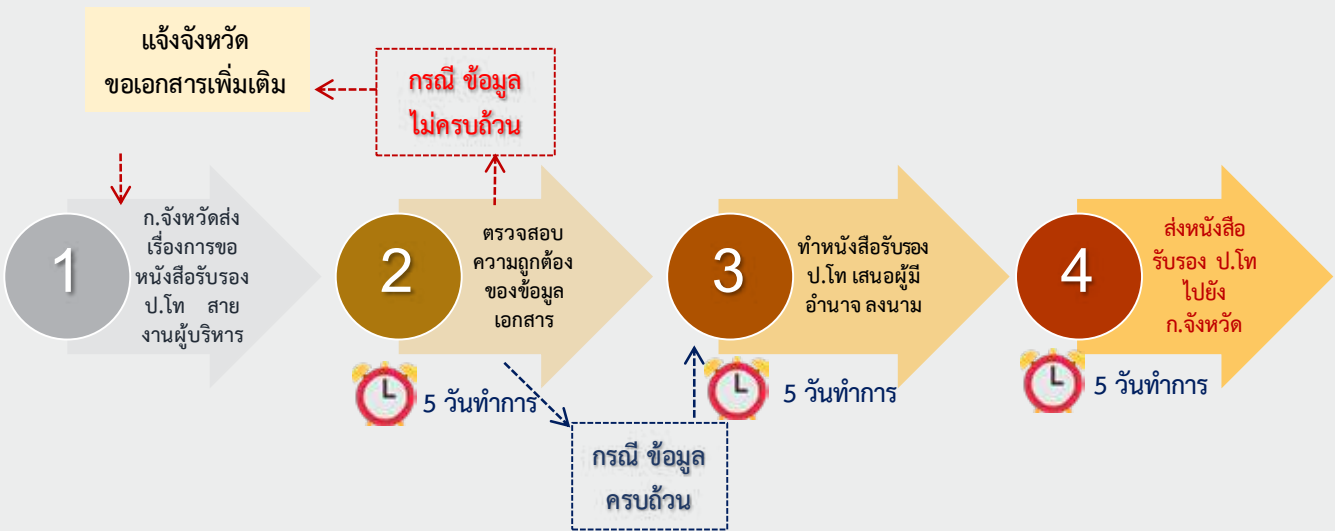 แจ้งจังหวัด
ขอเอกสารเพิ่มเติม
กรณี ข้อมูล
ไม่ครบถ้วน
1
ก.จังหวัดส่ง
เรื่องการขอ
หนังสือรับรอง
ป.โท สาย
งานผู้บริหาร
2
ตรวจสอบ
ความถูกต้อง
ของข้อมูล
เอกสาร
5 วันทำการ
กรณี ข้อมูล
ครบถ้วน
3
ทำหนังสือรับรอง
ป.โท เสนอผู้มี
อำนาจ ลงนาม
5 วันทำการ
4
ส่งหนังสือ
รับรอง ป.โท
ไปยัง
ก.จังหวัด
5 วันทำการ